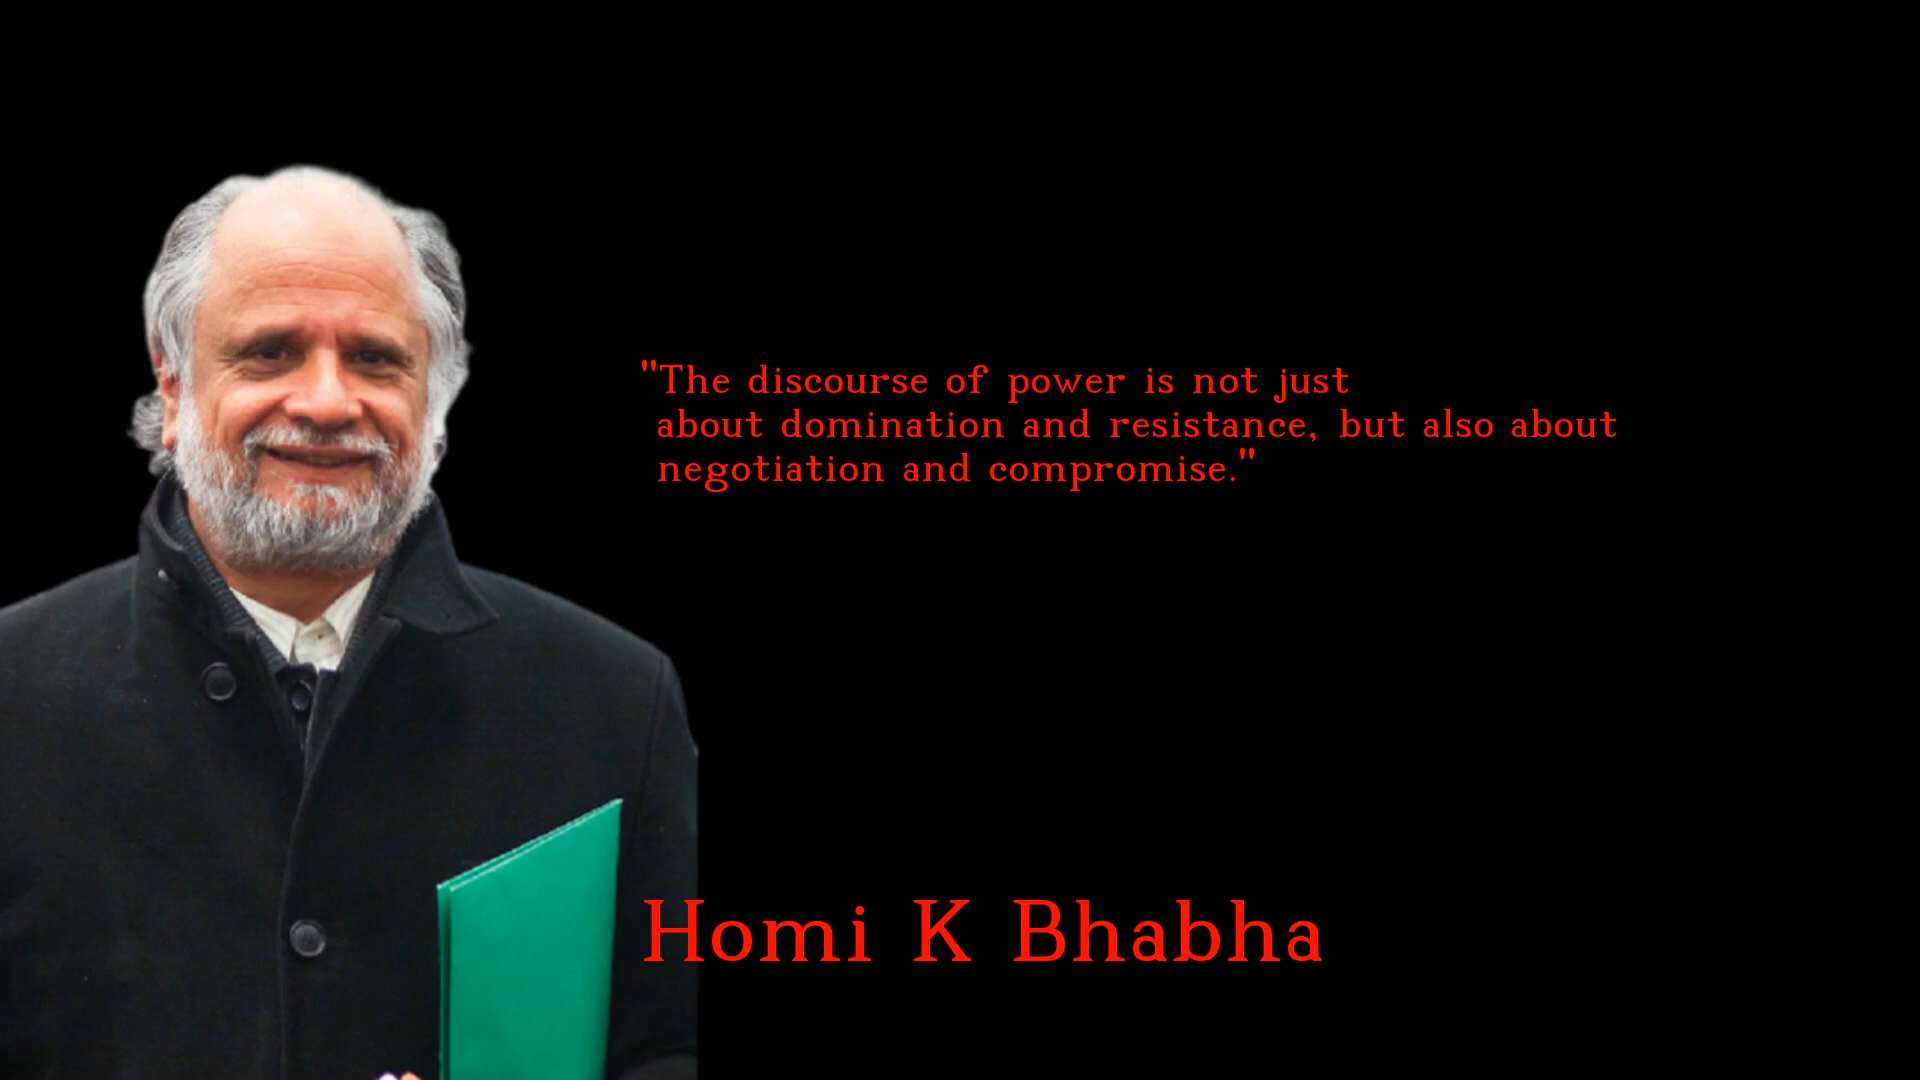 "The discourse of power is not just
about domination and resistance, but also about
negotiation and compromise."
Homi K Bhabha